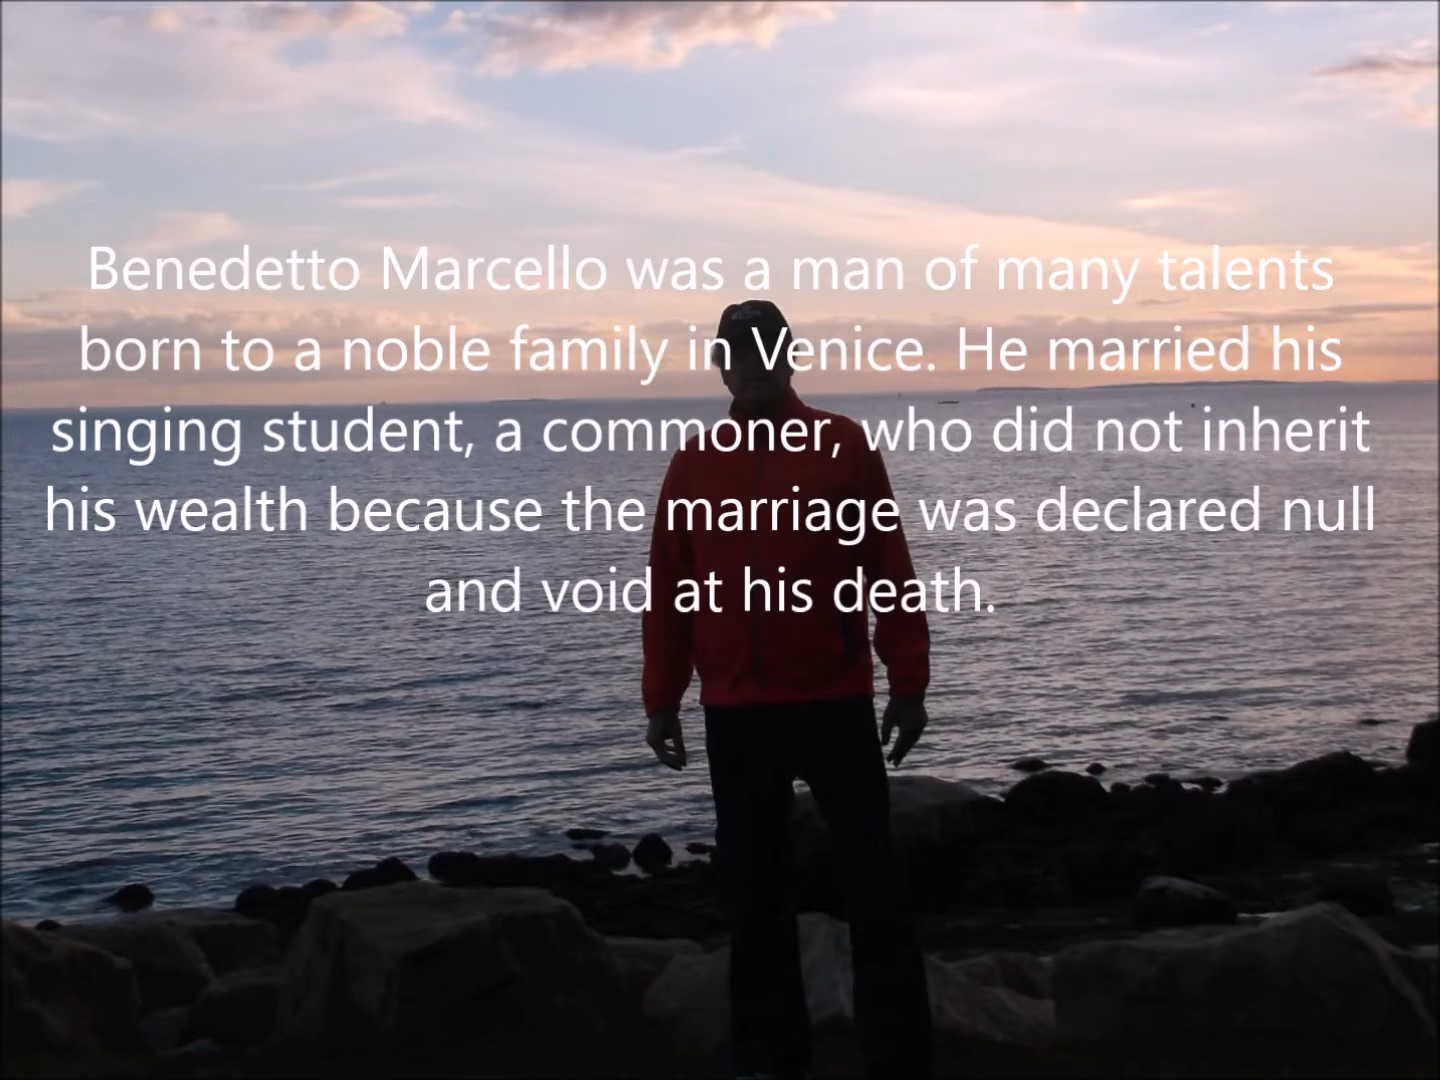 Benedetto Marcello was a man of many talents
born to a noble family in Venice. He married his
singing student, a commoner, who did not inherit
his wealth because the marriage was declared null
and void at his death.